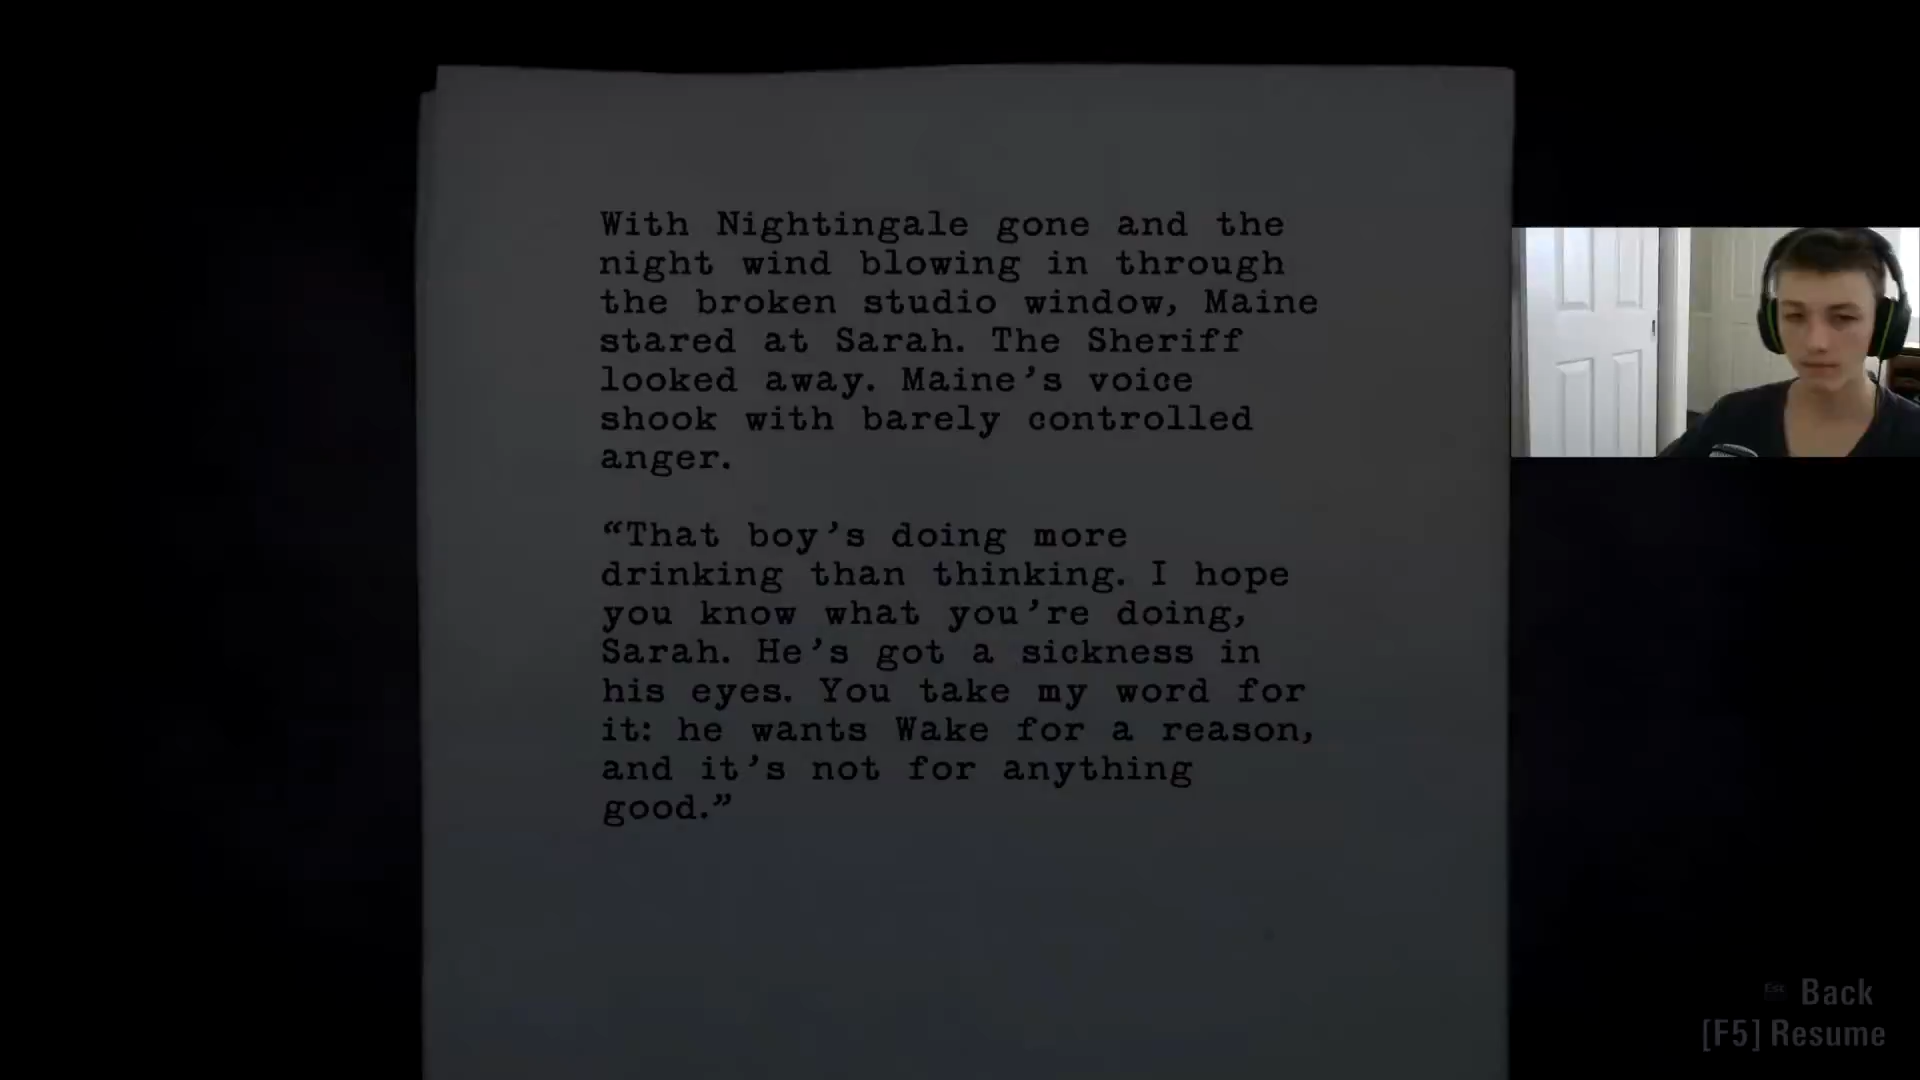 With Nightingale gone and the
night wind blowing in through
the broken studio window, Maine
stared at Sarah. The Sheriff
looked away. Maine’s voice
shook with barely controlled
anger.
“That boy’s doing more
drinking than thinking. I hope
you know what you’re doing,
Sarah. He’s got a sickness in
his eyes. You take my word for
it: he wants Wake for a reason,
and it’s not for anything
good.”
Esc Back
[F5] Resume